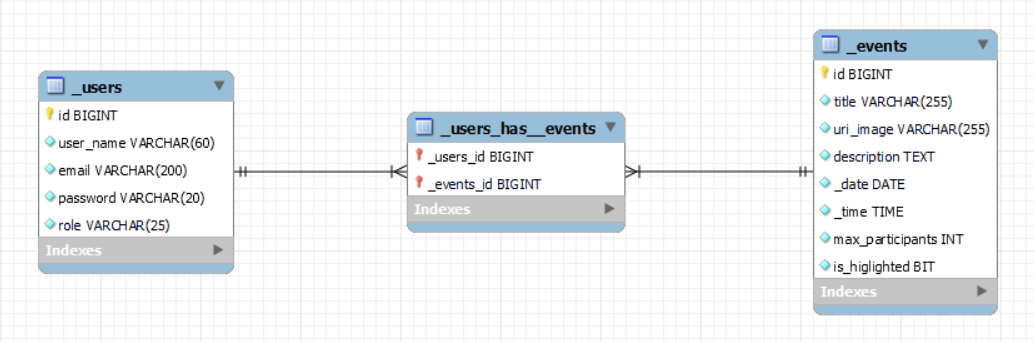 _users
id BIGINT
user_name VARCHAR(60)
email VARCHAR(200)
password VARCHAR(20)
role VARCHAR(25)
Indexes
_users_has__events
_users_id BIGINT
_events_id BIGINT
Indexes
_events
id BIGINT
title VARCHAR(255)
uri_image VARCHAR(255)
description TEXT
_date DATE
_time TIME
max_participants INT
is_higlighted BIT
Indexes